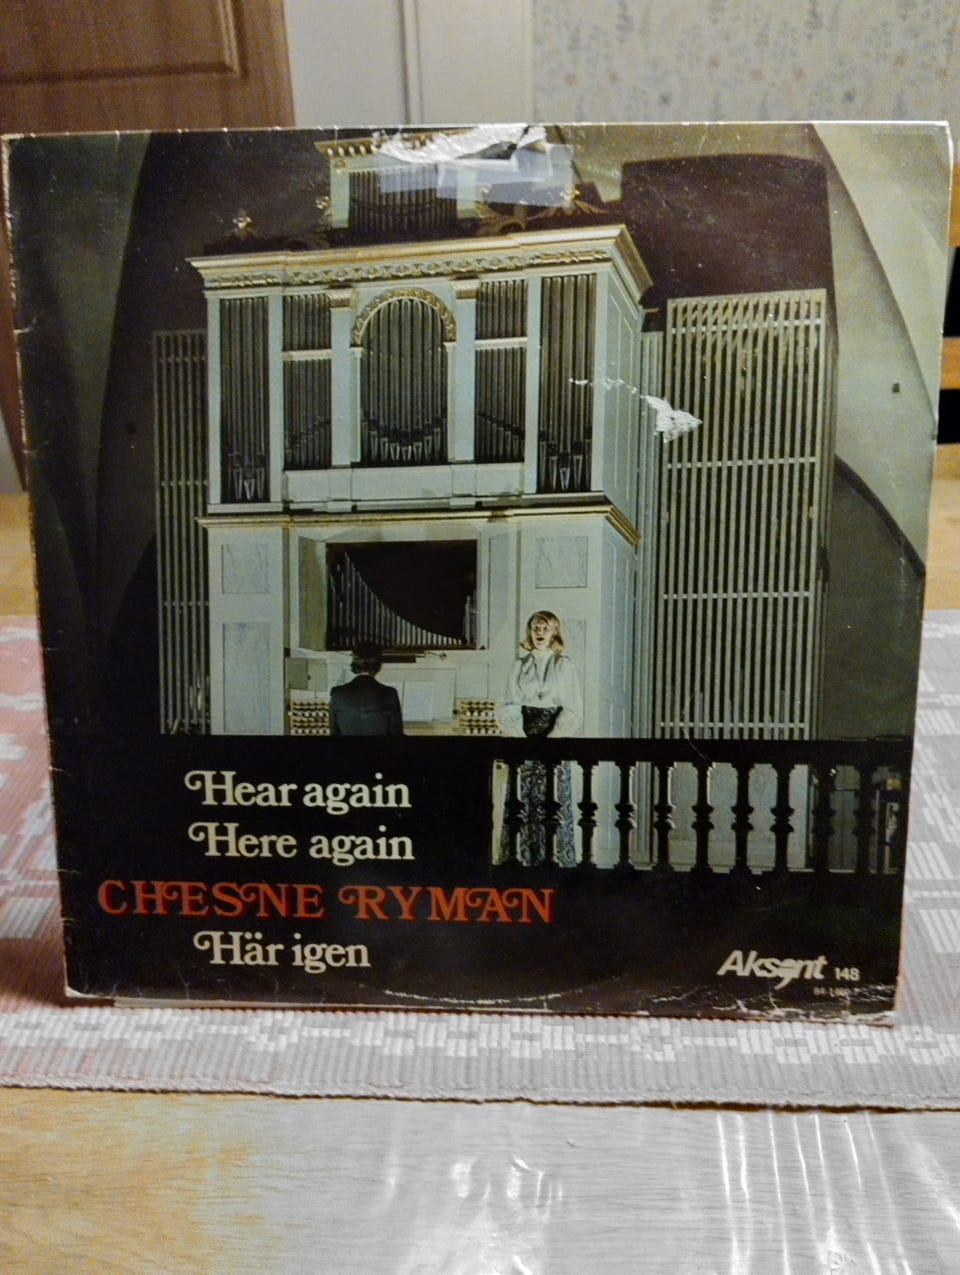 Hear again
Here again
CHESNE RYMAN
Här igen
Aksent 148